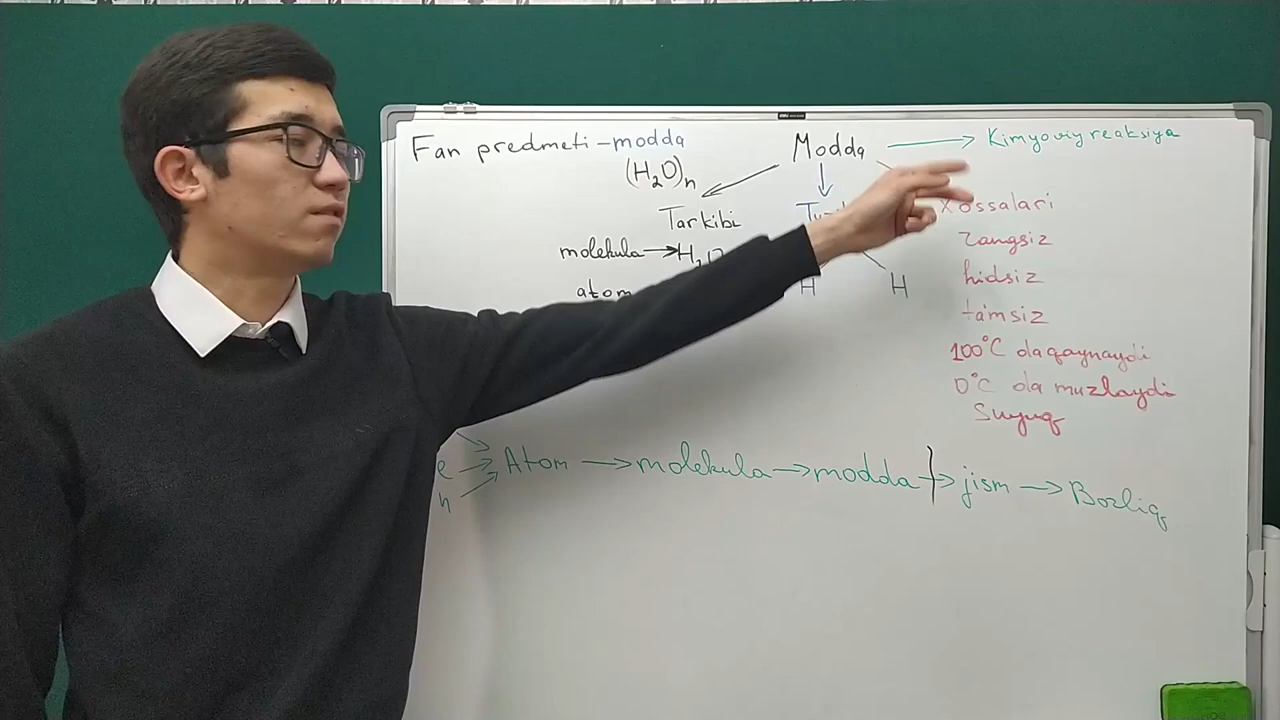 Fan predmeti - modda
(H₂O)n
Modda → Kimyoviy reaksiya
Tarkibi
molekula → H₂O
atom
H H
Xossalari
rangsiz
hidsiz
ta'msiz
100°C da qaynaydi
0°C da muzlaydi
Suyuq
e
n
→ Atom → molekula → modda → jism → Borliq